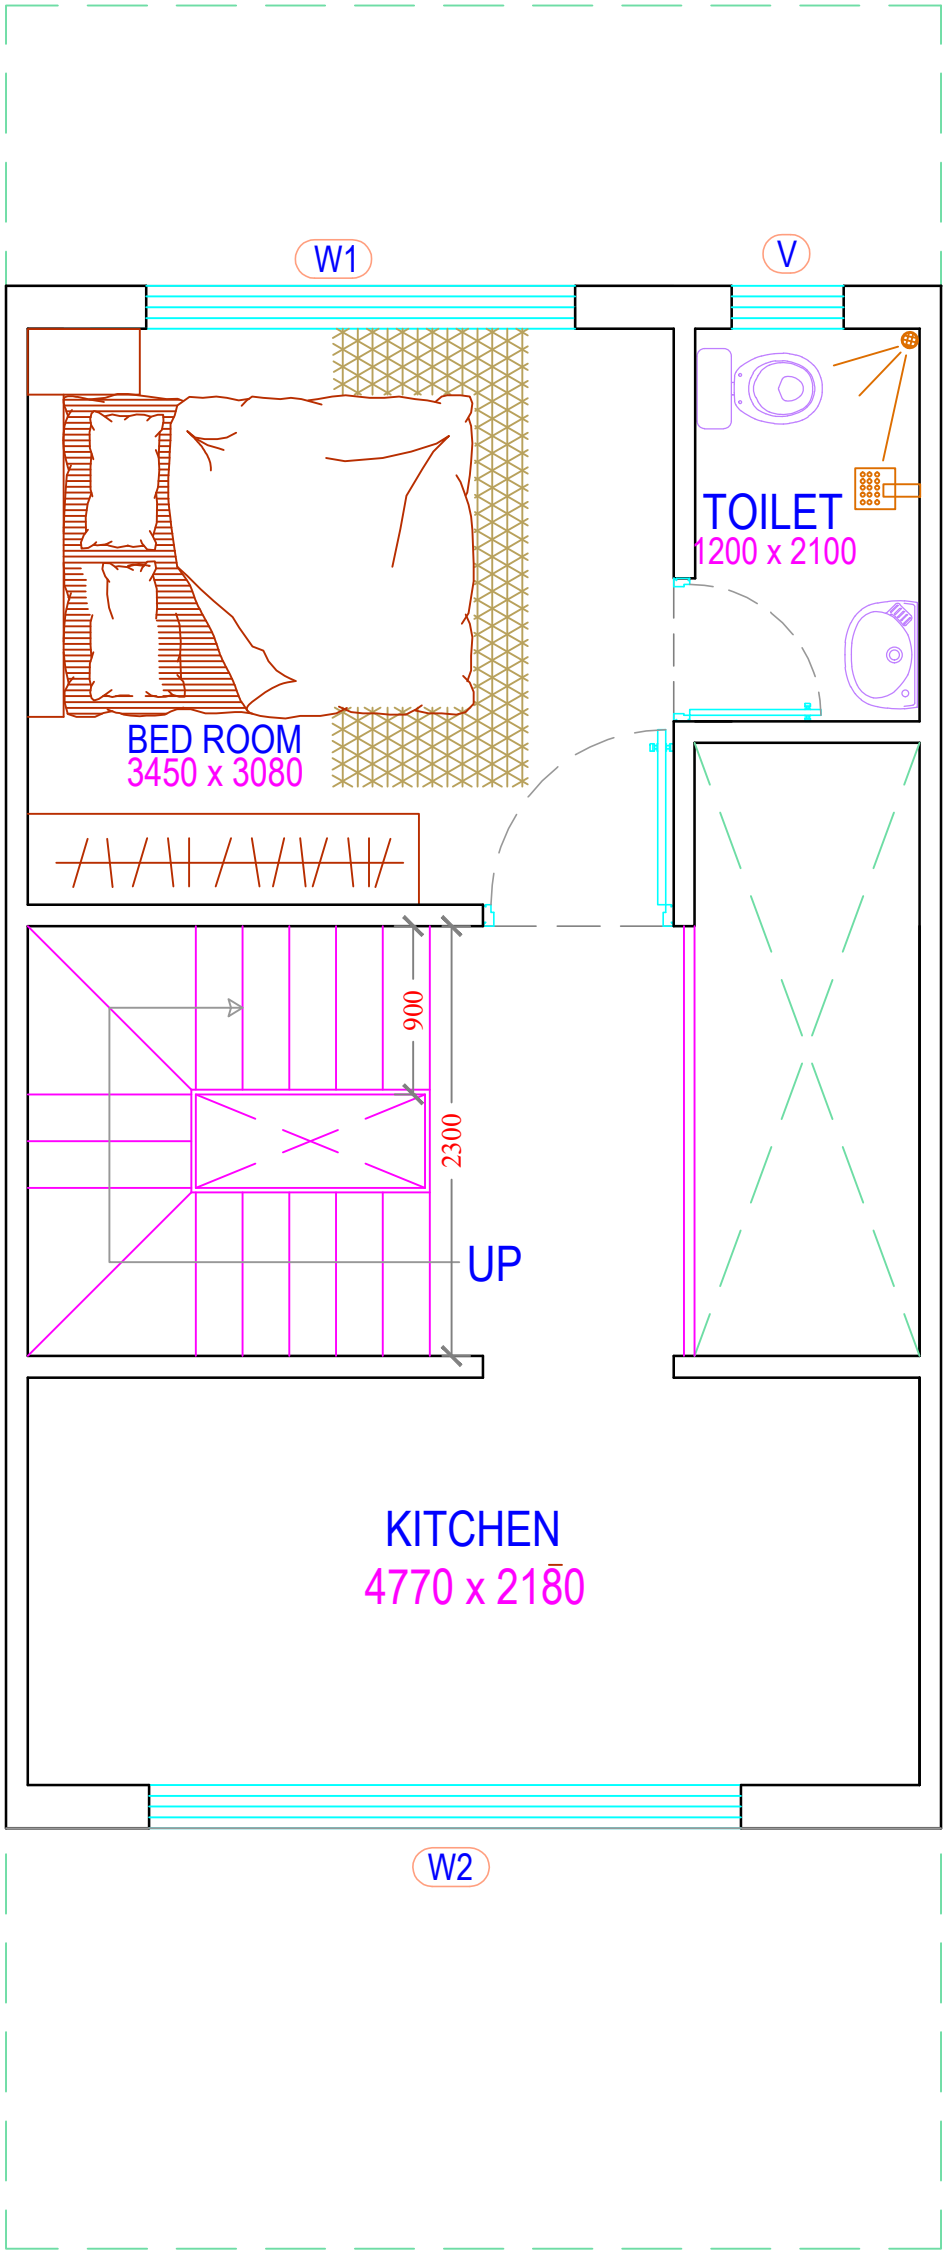 W1
V
TOILET
1200 x 2100
BED ROOM
3450 x 3080
900
2300
UP
KITCHEN
4770 x 2180
W2